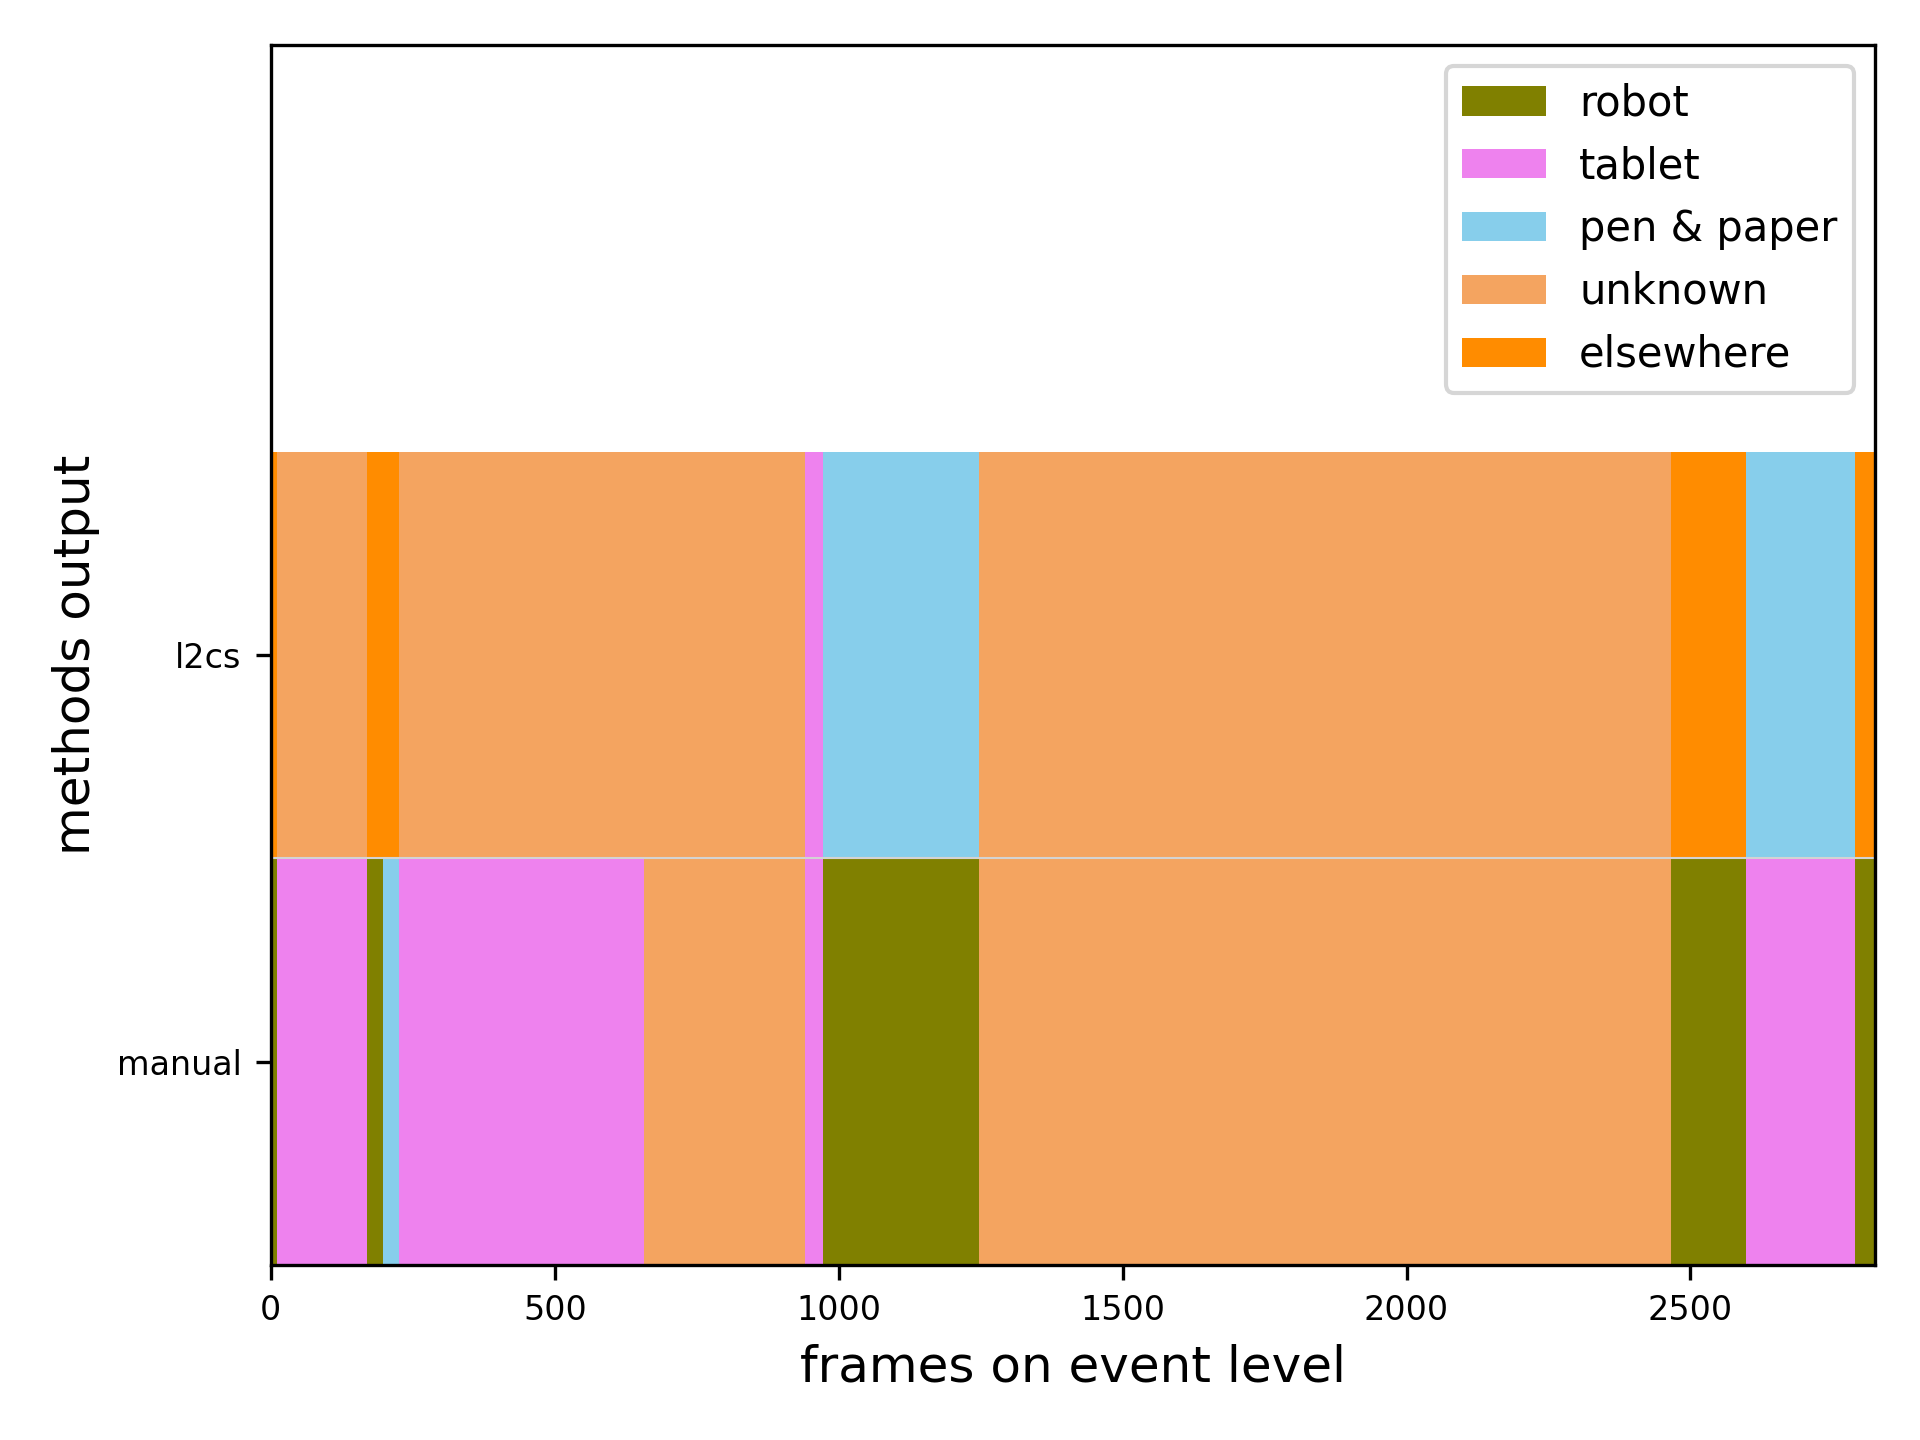 robot
tablet
pen & paper
unknown
elsewhere
methods output
l2cs
manual
0 500 1000 1500 2000 2500
frames on event level